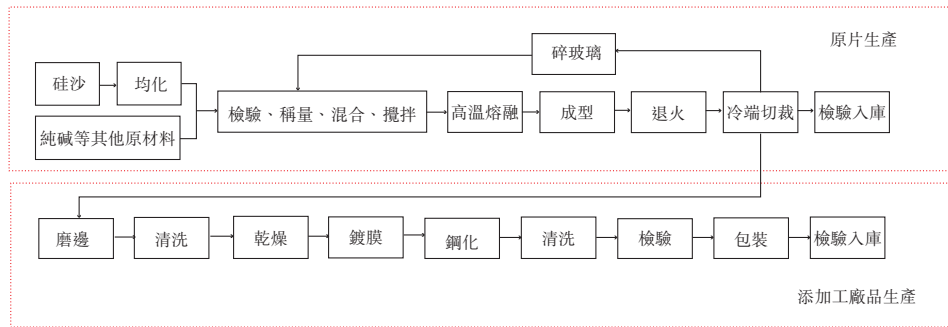 原片生產
碎玻璃
硅沙
均化
純碱等其他原材料
檢驗、稱量、混合、攪拌
高溫熔融
成型
退火
冷端切裁
檢驗入庫
磨邊
清洗
乾燥
鍍膜
鋼化
清洗
檢驗
包裝
檢驗入庫
添加工廠品生產